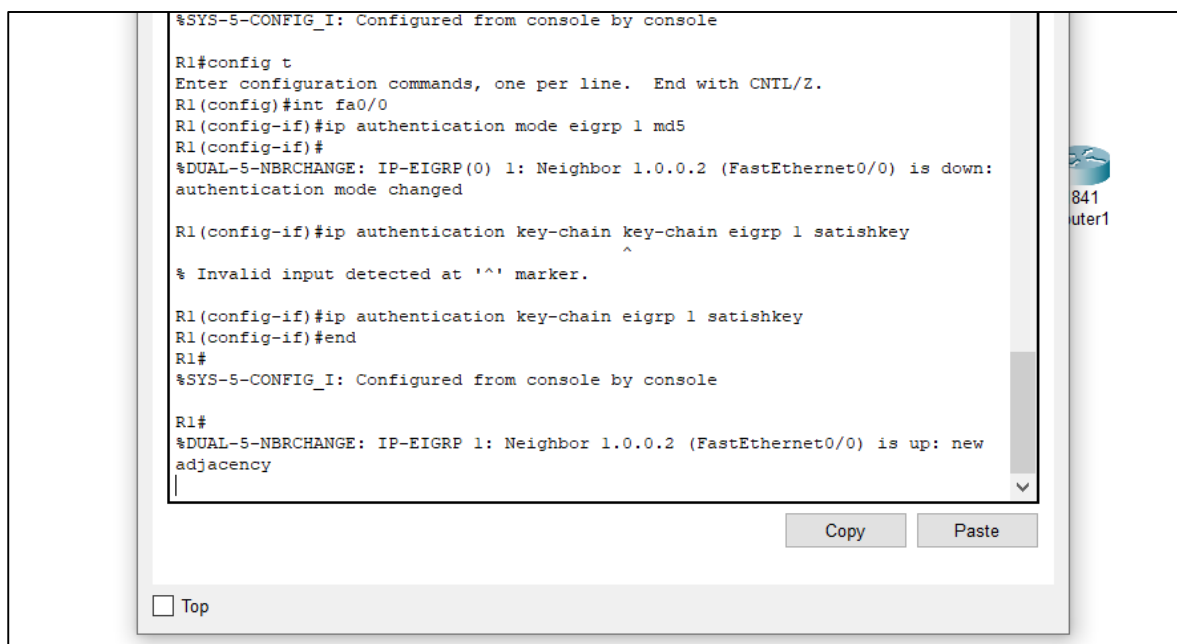 %SYS-5-CONFIG_I: Configured from console by console
R1#config t
Enter configuration commands, one per line.  End with CNTL/Z.
R1(config)#int fa0/0
R1(config-if)#ip authentication mode eigrp 1 md5
R1(config-if)#
%DUAL-5-NBRCHANGE: IP-EIGRP(0) 1: Neighbor 1.0.0.2 (FastEthernet0/0) is down:
authentication mode changed
R1(config-if)#ip authentication key-chain key-chain eigrp 1 satishkey
^
% Invalid input detected at '^' marker.
R1(config-if)#ip authentication key-chain eigrp 1 satishkey
R1(config-if)#end
R1#
%SYS-5-CONFIG_I: Configured from console by console
R1#
%DUAL-5-NBRCHANGE: IP-EIGRP 1: Neighbor 1.0.0.2 (FastEthernet0/0) is up: new
adjacency
841
uter1
Copy
Paste
Top